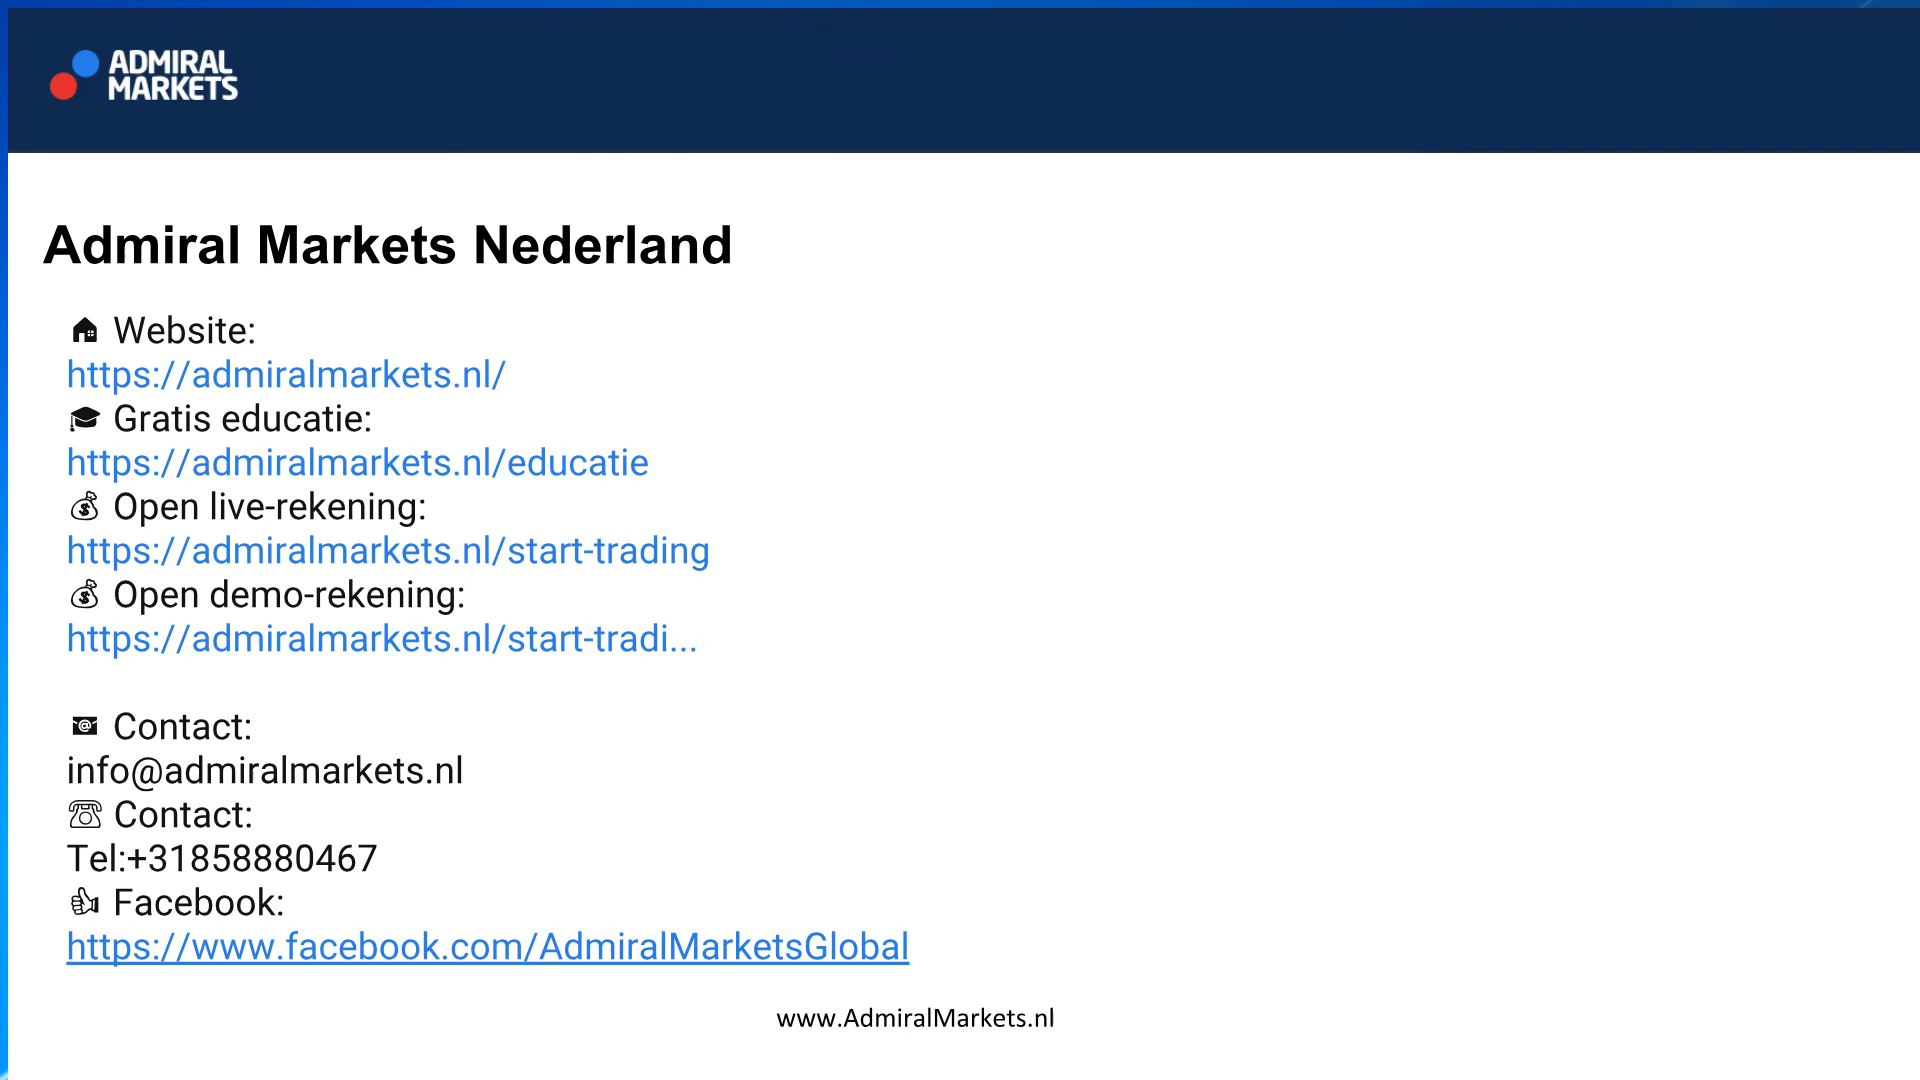 ADMIRAL
MARKETS
Admiral Markets Nederland
Website:
https://admiralmarkets.nl/
Gratis educatie:
https://admiralmarkets.nl/educatie
Open live-rekening:
https://admiralmarkets.nl/start-trading
Open demo-rekening:
https://admiralmarkets.nl/start-tradi...
Contact:
info@admiralmarkets.nl
Contact:
Tel:+31858880467
Facebook:
https://www.facebook.com/AdmiralMarketsGlobal
www.AdmiralMarkets.nl